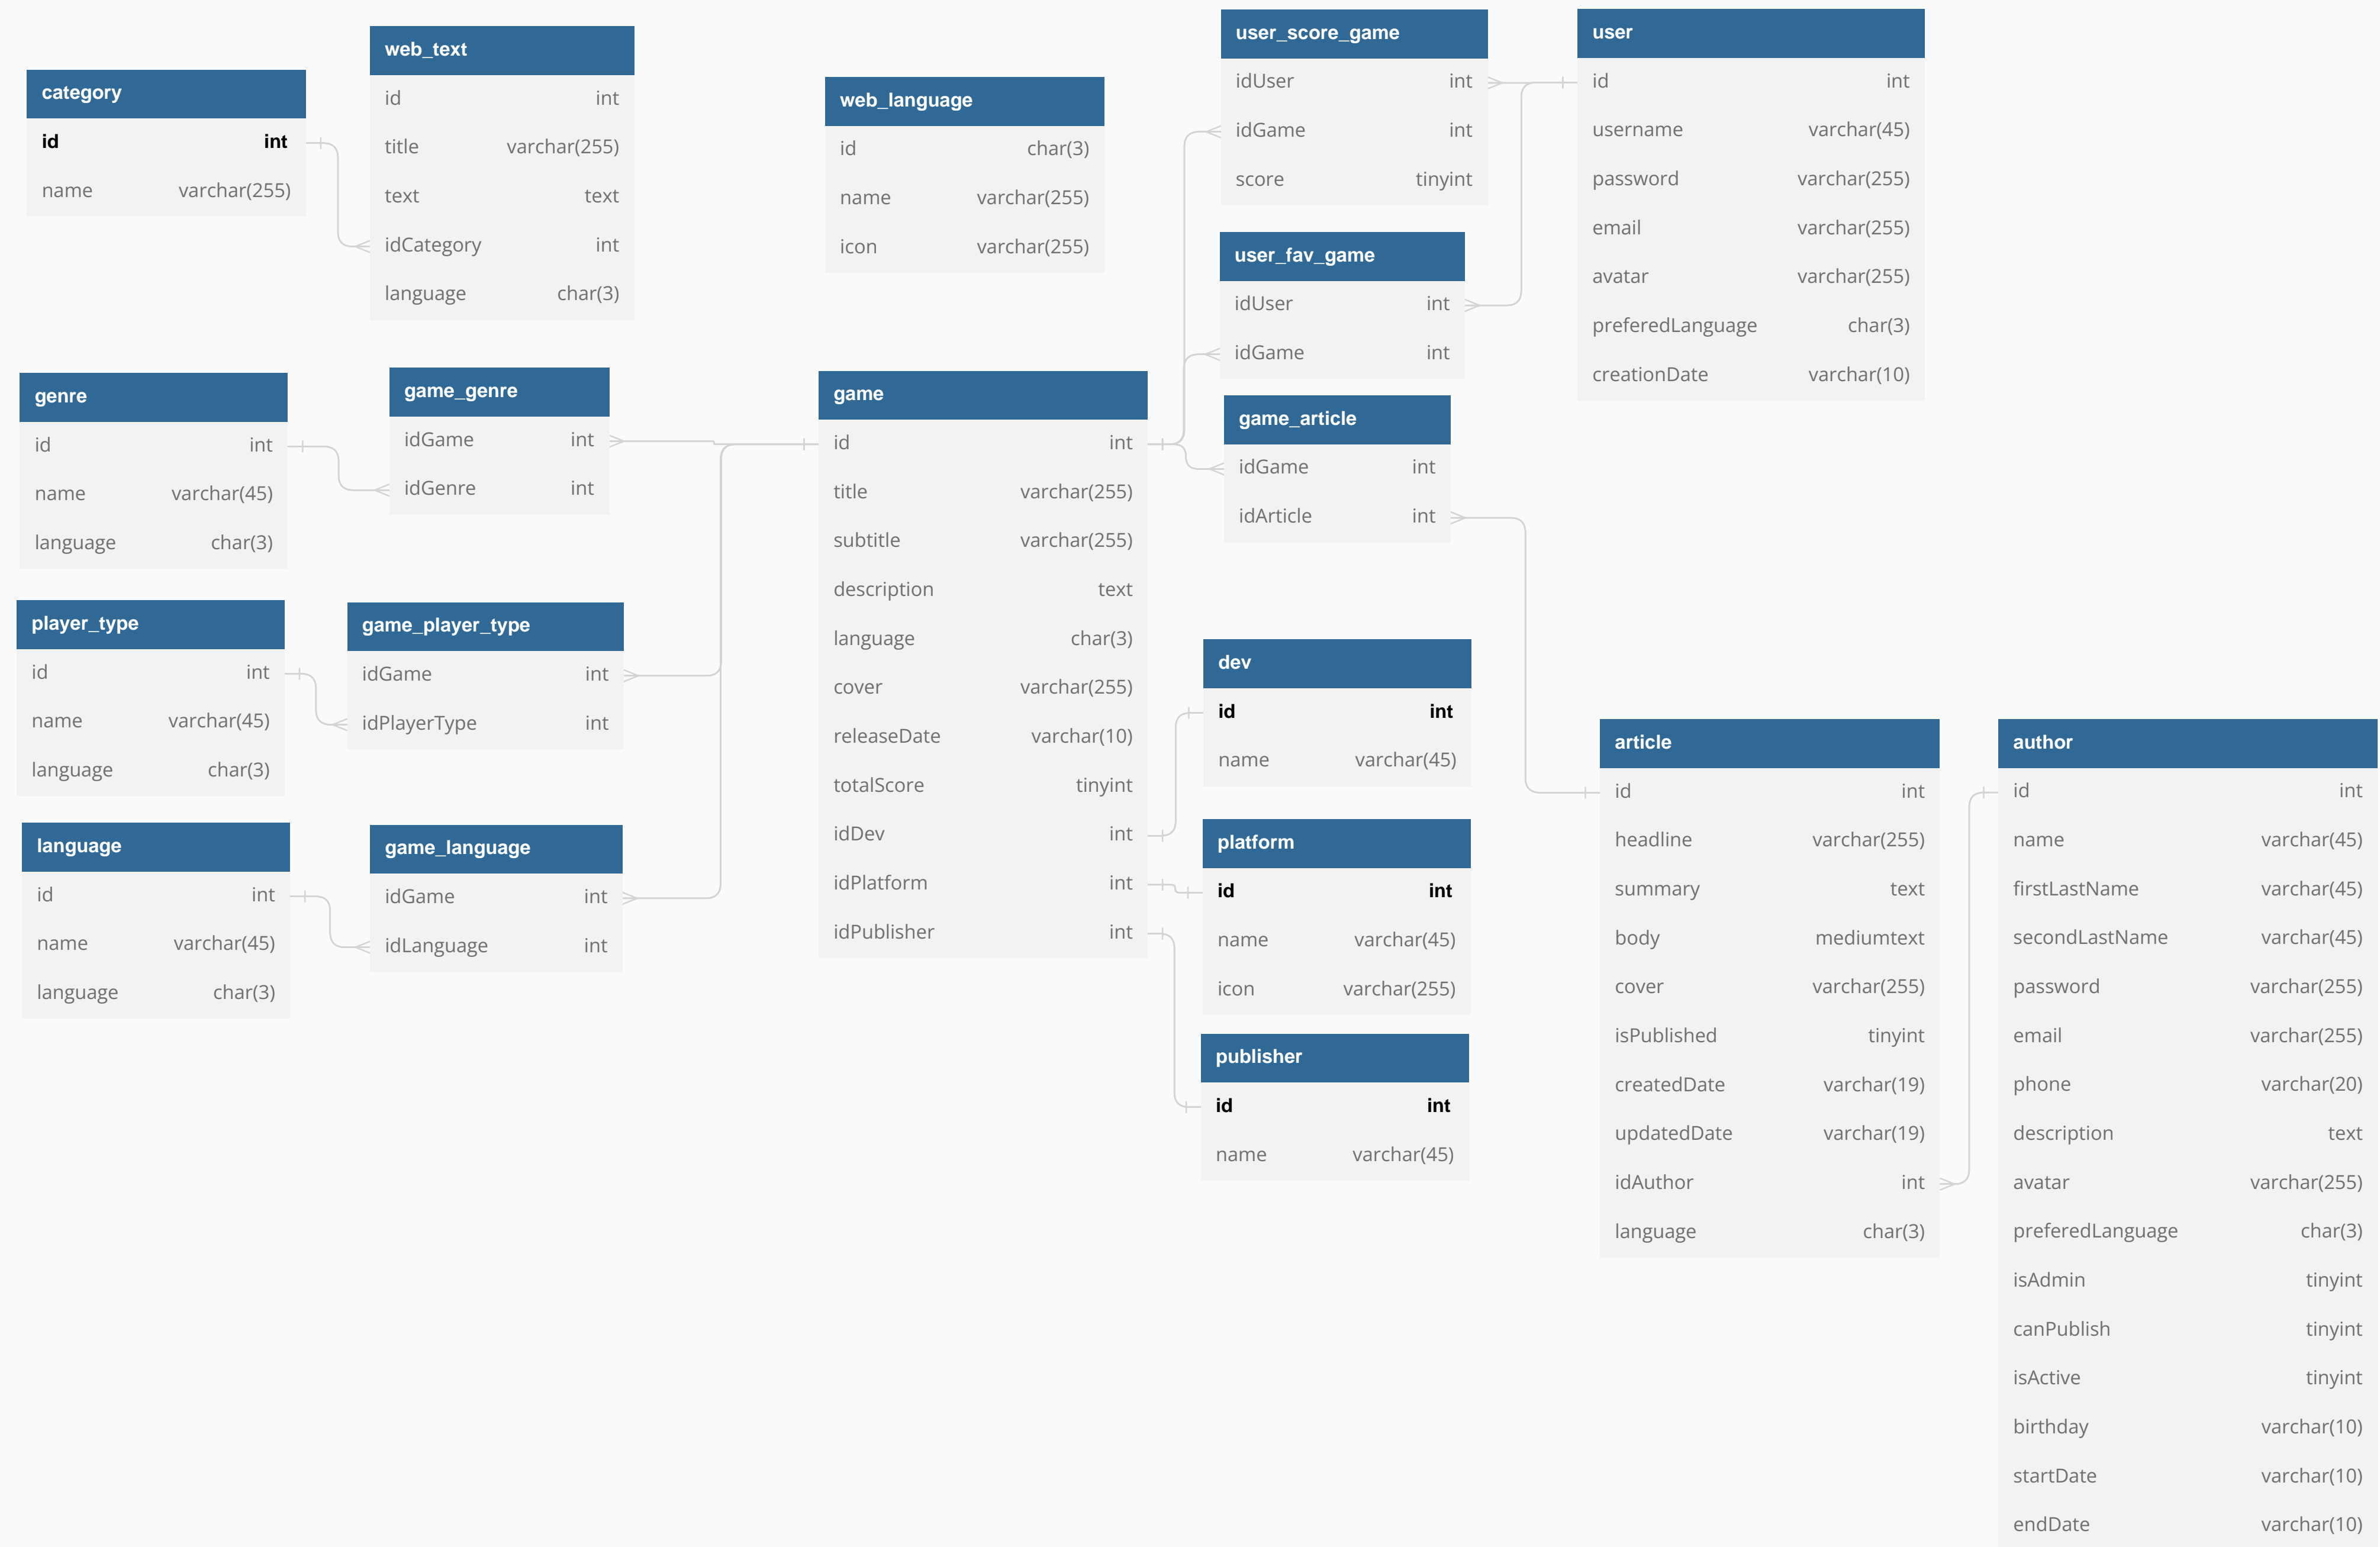 category
id int
name varchar(255)
web_text
id int
title varchar(255)
text text
idCategory int
language char(3)
web_language
id char(3)
name varchar(255)
icon varchar(255)
user_score_game
idUser int
idGame int
score tinyint
user
id int
username varchar(45)
password varchar(255)
email varchar(255)
avatar varchar(255)
preferedLanguage char(3)
creationDate varchar(10)
user_fav_game
idUser int
idGame int
genre
id int
name varchar(45)
language char(3)
game_genre
idGame int
idGenre int
game
id int
title varchar(255)
subtitle varchar(255)
description text
language char(3)
cover varchar(255)
releaseDate varchar(10)
totalScore tinyint
idDev int
idPlatform int
idPublisher int
game_article
idGame int
idArticle int
player_type
id int
name varchar(45)
language char(3)
game_player_type
idGame int
idPlayerType int
dev
id int
name varchar(45)
language
id int
name varchar(45)
language char(3)
game_language
idGame int
idLanguage int
platform
id int
name varchar(45)
icon varchar(255)
publisher
id int
name varchar(45)
article
id int
headline varchar(255)
summary text
body mediumtext
cover varchar(255)
isPublished tinyint
createdDate varchar(19)
updatedDate varchar(19)
idAuthor int
language char(3)
author
id int
name varchar(45)
firstLastName varchar(45)
secondLastName varchar(45)
password varchar(255)
email varchar(255)
phone varchar(20)
description text
avatar varchar(255)
preferedLanguage char(3)
isAdmin tinyint
canPublish tinyint
isActive tinyint
birthday varchar(10)
startDate varchar(10)
endDate varchar(10)